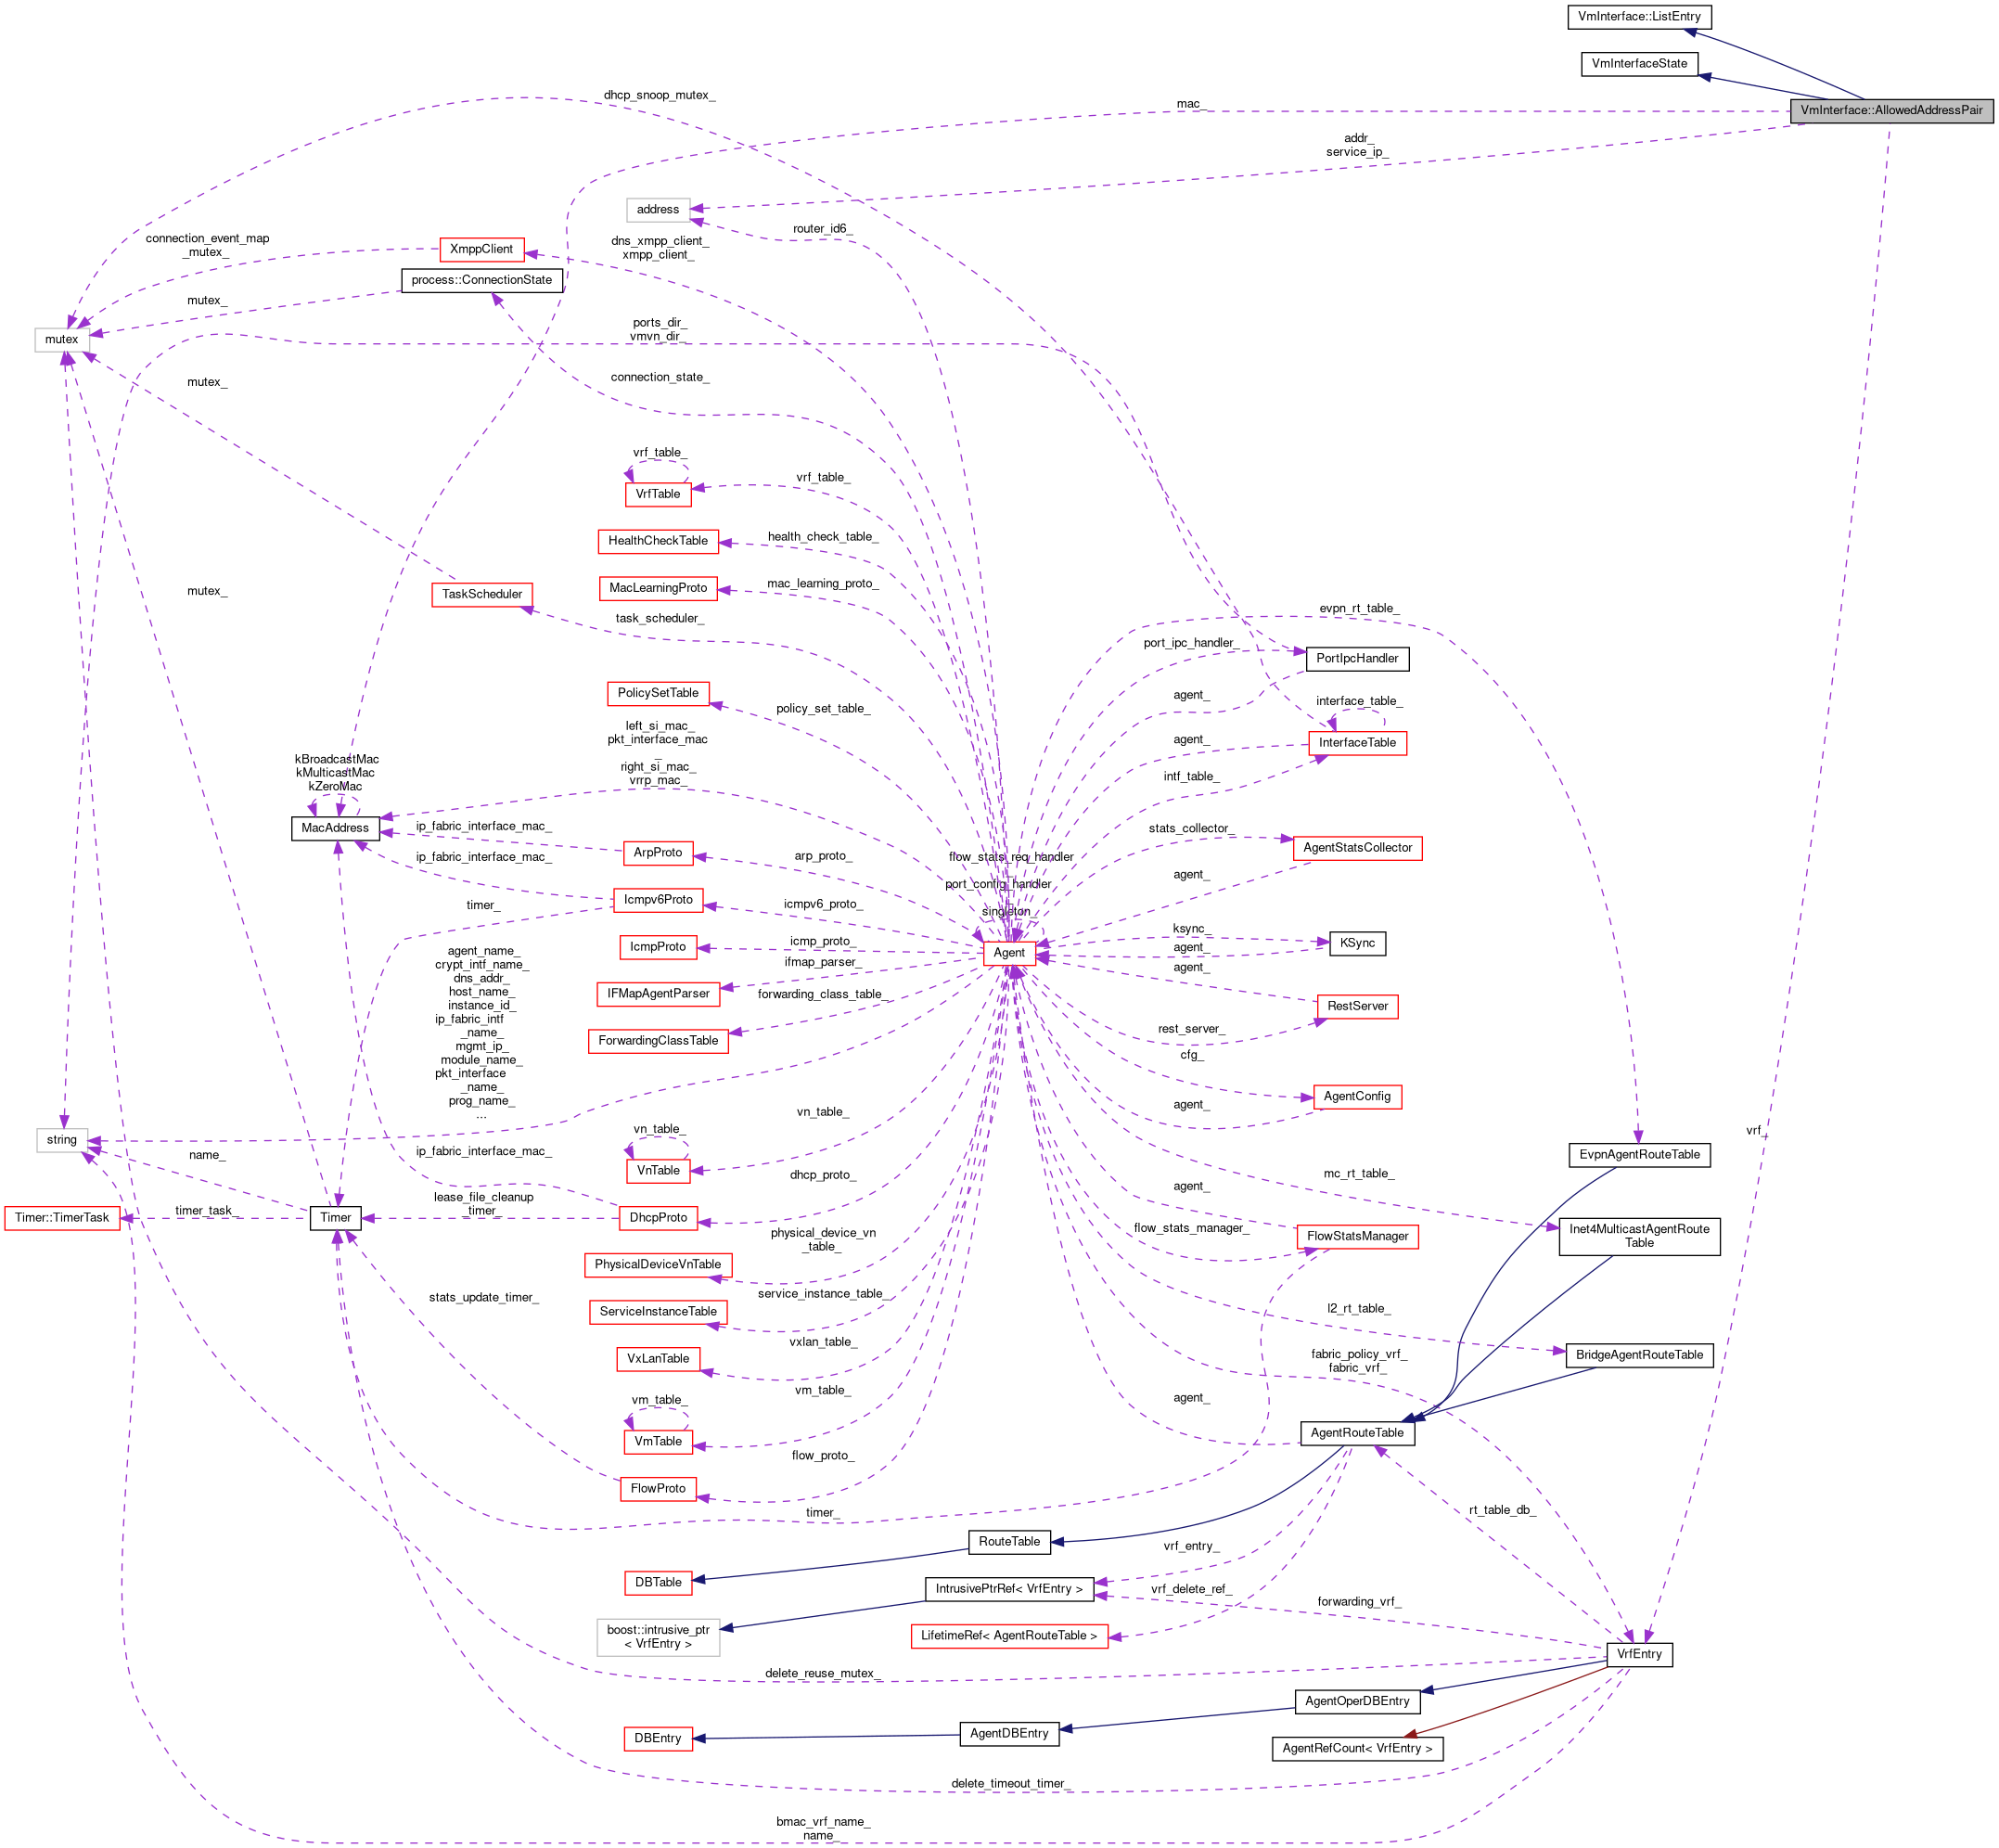 VmInterface::ListEntry
VmInterfaceState
dhcp_snoop_mutex_
mac_
VmInterface::AllowedAddressPair
addr_
service_ip_
address
router_id6_
connection_event_map
_mutex_
XmppClient
dns_xmpp_client_
xmpp_client_
process::ConnectionState
mutex_
mutex
ports_dir_
vmvn_dir_
mutex_
connection_state_
vrf_table_
VrfTable
vrf_table_
HealthCheckTable
health_check_table_
mutex_
TaskScheduler
MacLearningProto
mac_learning_proto_
task_scheduler_
evpn_rt_table_
port_ipc_handler_
PortIpcHandler
PolicySetTable
policy_set_table_
agent_
interface_table_
left_si_mac_
pkt_interface_mac
_
right_si_mac_
vrrp_mac_
agent_
InterfaceTable
intf_table_
kBroadcastMac
kMulticastMac
kZeroMac
MacAddress
ip_fabric_interface_mac_
ArpProto
arp_proto_
flow_stats_req_handler
stats_collector_
AgentStatsCollector
ip_fabric_interface_mac_
port_config_handler
agent_
timer_
Icmpv6Proto
icmpv6_proto_
singleton_
ksync_
KSync
IcmpProto
icmp_proto_
Agent
agent_
agent_name_
crypt_intf_name_
dns_addr_
host_name_
instance_id_
ip_fabric_intf
_name_
mgmt_ip_
module_name_
pkt_interface
_name_
prog_name_
...
ifmap_parser_
IFMapAgentParser
agent_
RestServer
forwarding_class_table_
ForwardingClassTable
rest_server_
cfg_
AgentConfig
agent_
string
name_
ip_fabric_interface_mac_
vn_table_
VnTable
vn_table_
EvpnAgentRouteTable
vrf_
dhcp_proto_
mc_rt_table_
agent_
Timer::TimerTask
timer_task_
Timer
lease_file_cleanup
_timer_
DhcpProto
Inet4MulticastAgentRoute
Table
physical_device_vn
_table_
flow_stats_manager_
FlowStatsManager
PhysicalDeviceVnTable
stats_update_timer_
ServiceInstanceTable
service_instance_table_
l2_rt_table_
VxLanTable
vxlan_table_
fabric_policy_vrf_
fabric_vrf_
BridgeAgentRouteTable
vm_table_
vm_table_
agent_
VmTable
AgentRouteTable
flow_proto_
FlowProto
timer_
rt_table_db_
RouteTable
vrf_entry_
DBTable
IntrusivePtrRef< VrfEntry >
vrf_delete_ref_
forwarding_vrf_
boost::intrusive_ptr
< VrfEntry >
LifetimeRef< AgentRouteTable >
VrfEntry
delete_reuse_mutex_
AgentOperDBEntry
DBEntry
AgentDBEntry
AgentRefCount< VrfEntry >
delete_timeout_timer_
bmac_vrf_name_
name_